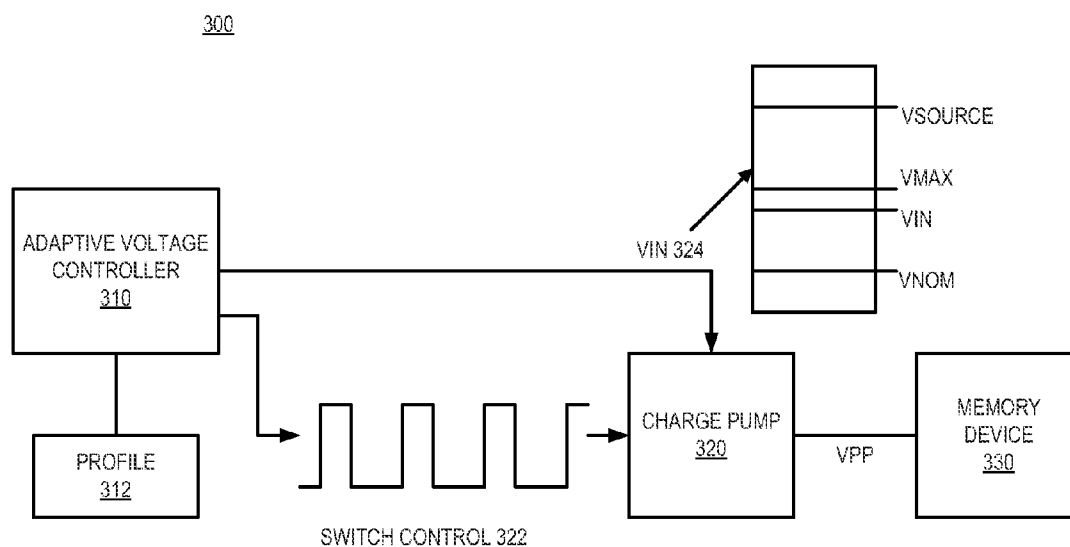 300
VSOURCE
VMAX
VIN
VNOM
VIN 324
ADAPTIVE VOLTAGE
CONTROLLER
310
PROFILE
312
SWITCH CONTROL 322
CHARGE PUMP
320
VPP
MEMORY
DEVICE
330